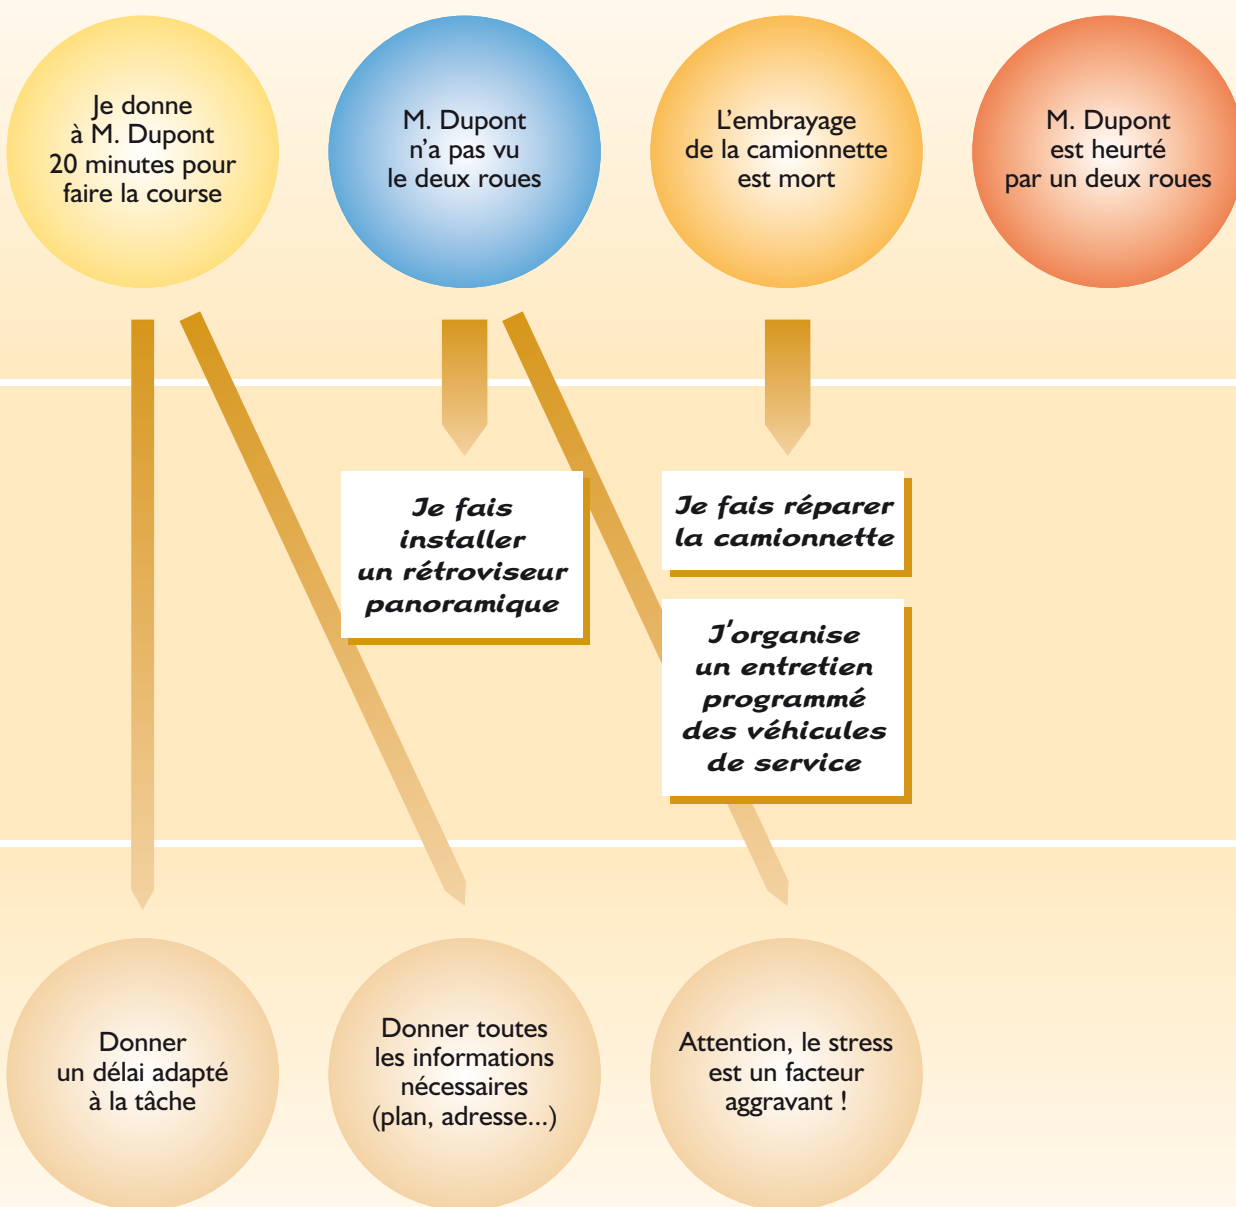 Je donne
à M. Dupont
20 minutes pour
faire la course
M. Dupont
n'a pas vu
le deux roues
L'embrayage
de la camionnette
est mort
M. Dupont
est heurté
par un deux roues
Je fais
installer
un rétroviseur
panoramique
Je fais réparer
la camionnette
J'organise
un entretien
programmé
des véhicules
de service
Donner
un délai adapté
à la tâche
Donner toutes
les informations
nécessaires
(plan, adresse...)
Attention, le stress
est un facteur
aggravant !